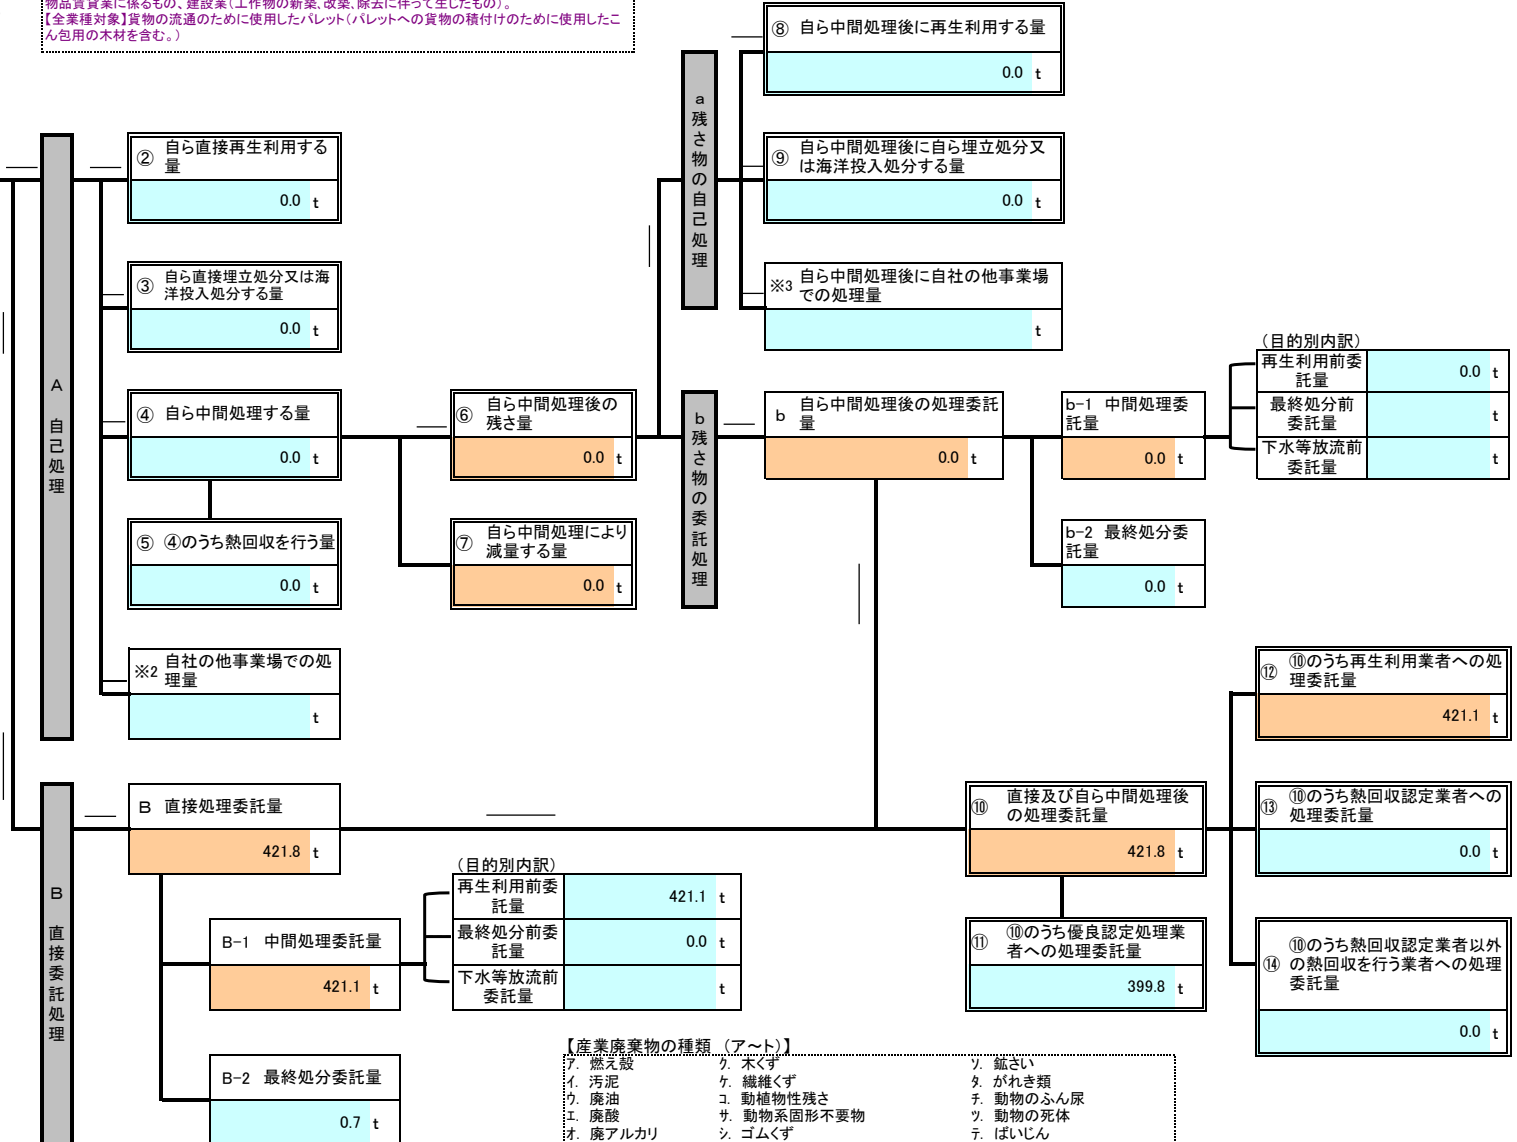 物品賃貸業に係るもの、建設業（工作物の新築、改築、除去に伴って生じたもの）。
【全業種対象】貨物の流通のために使用したパレット（パレットへの貨物の積付けのために使用したこ
ん包用の木材を含む。）
A 自己処理
② 自ら直接再生利用する
量
0.0 t
③ 自ら直接埋立処分又は海
洋投入処分する量
0.0 t
④ 自ら中間処理する量
0.0 t
⑤ ④のうち熱回収を行う量
0.0 t
※2 自社の他事業場での処
理量
t
⑥ 自ら中間処理後の
残さ量
0.0 t
⑦ 自ら中間処理により
減量する量
0.0 t
a 残さ物の自己処理
⑧ 自ら中間処理後に再生利用する量
0.0 t
⑨ 自ら中間処理後に自ら埋立処分又
は海洋投入処分する量
0.0 t
※3 自ら中間処理後に自社の他事業場
での処理量
t
b 残さ物の委託処理
b 自ら中間処理後の処理委託
量
0.0 t
b-1 中間処理委
託量
0.0 t
（目的別内訳）
再生利用前委
託量
0.0 t
最終処分前
委託量
t
下水等放流前
委託量
t
b-2 最終処分委
託量
0.0 t
B 直接委託処理
B 直接処理委託量
421.8 t
B-1 中間処理委託量
421.1 t
（目的別内訳）
再生利用前委
託量
421.1 t
最終処分前委
託量
0.0 t
下水等放流前
委託量
t
B-2 最終処分委託量
0.7 t
⑩ 直接及び自ら中間処理後
の処理委託量
421.8 t
⑪ ⑩のうち優良認定処理業
者への処理委託量
399.8 t
⑫ ⑩のうち再生利用業者への処
理委託量
421.1 t
⑬ ⑩のうち熱回収認定業者への
処理委託量
0.0 t
⑭ ⑩のうち熱回収認定業者以外
の熱回収を行う業者への処理
委託量
0.0 t
【産業廃棄物の種類 （ア～ト）】
ア. 燃え殻 ク. 木くず ソ. 鉱さい
イ. 汚泥 ケ. 繊維くず タ. がれき類
ウ. 廃油 コ. 動植物性残さ チ. 動物のふん尿
エ. 廃酸 サ. 動物系固形不要物 ツ. 動物の死体
オ. 廃アルカリ シ. ゴムくず テ. ばいじん